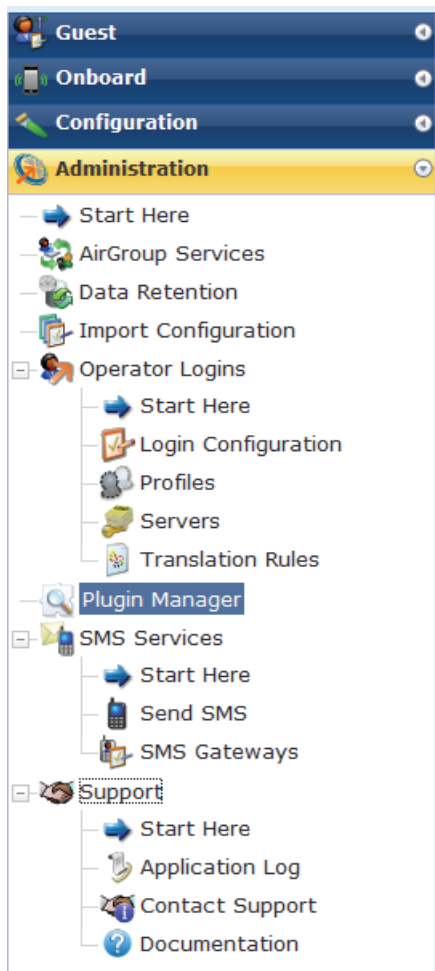 Guest
Onboard
Configuration
Administration
Start Here
AirGroup Services
Data Retention
Import Configuration
Operator Logins
Start Here
Login Configuration
Profiles
Servers
Translation Rules
Plugin Manager
SMS Services
Start Here
Send SMS
SMS Gateways
Support
Start Here
Application Log
Contact Support
Documentation